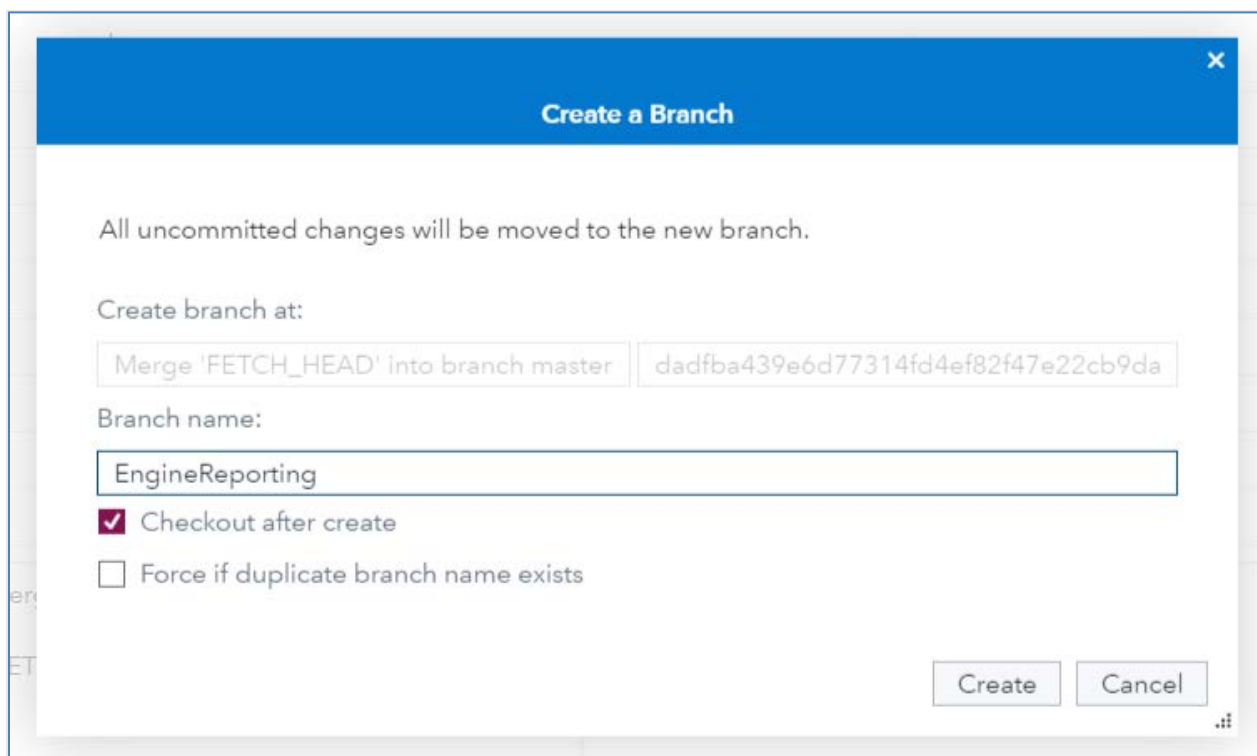 Create a Branch
All uncommitted changes will be moved to the new branch.
Create branch at:
Merge 'FETCH_HEAD' into branch master dadfba439e6d77314fd4ef82f47e22cb9da
Branch name:
EngineReporting
Checkout after create
Force if duplicate branch name exists
Create Cancel